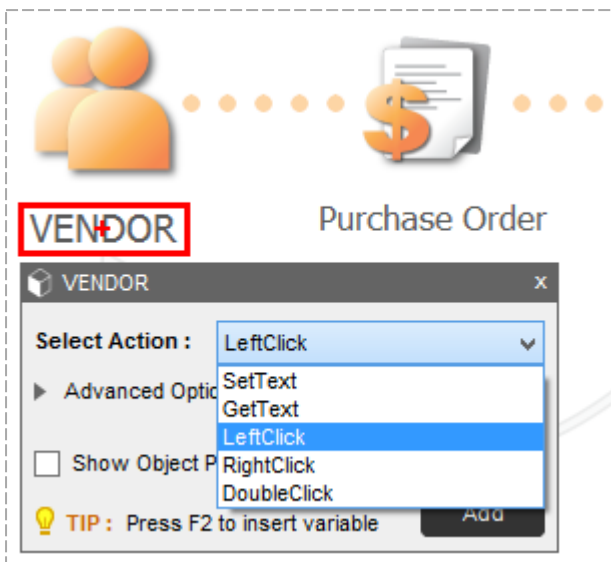 VENDOR
Purchase Order
VENDOR x
Select Action : LeftClick
Advanced Optic
SetText
GetText
LeftClick
Show Object P
RightClick
DoubleClick
TIP : Press F2 to insert variable
Add